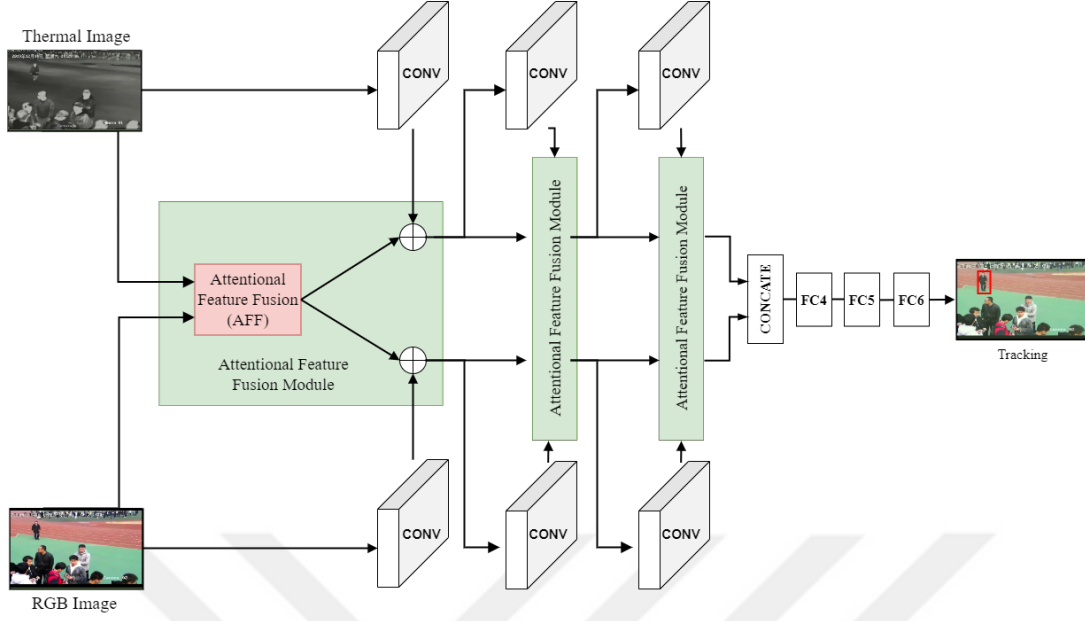 Thermal Image
CONV
CONV
CONV
Attentional
Feature Fusion
(AFF)
Attentional Feature
Fusion Module
Attentional Feature Fusion Module
Attentional Feature Fusion Module
CONCATE
FC4
FC5
FC6
Tracking
CONV
CONV
CONV
RGB Image